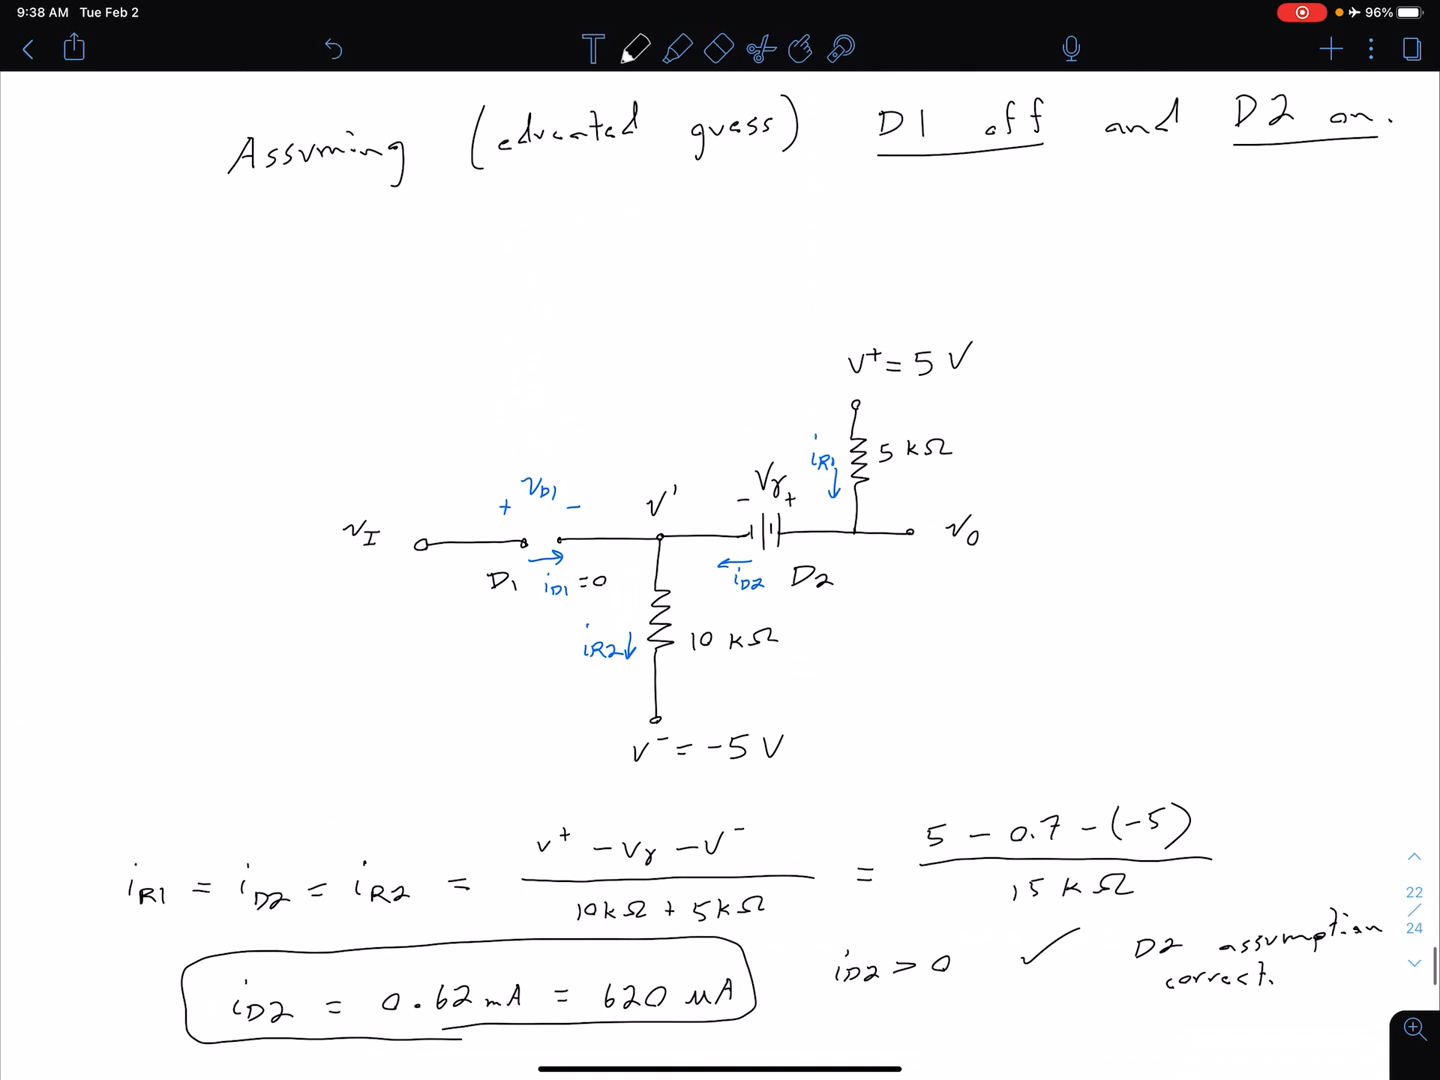 9:38 AM Tue Feb 2
96%
T
Assuming (educated guess) D1 off and D2 on.
V+ = 5 V
iR1 5 kΩ
+ VD1 -
V'
- Vγ +
VI
VO
D1 iD1 = 0
iD2 D2
iR2 10 kΩ
V- = -5 V
iR1 = iD2 = iR2 = (V+ - Vγ - V-) / (10kΩ + 5kΩ) = (5 - 0.7 - (-5)) / 15 kΩ
22
/
24
iD2 = 0.62 mA = 620 μA
iD2 > 0 ✓ D2 assumption
correct.